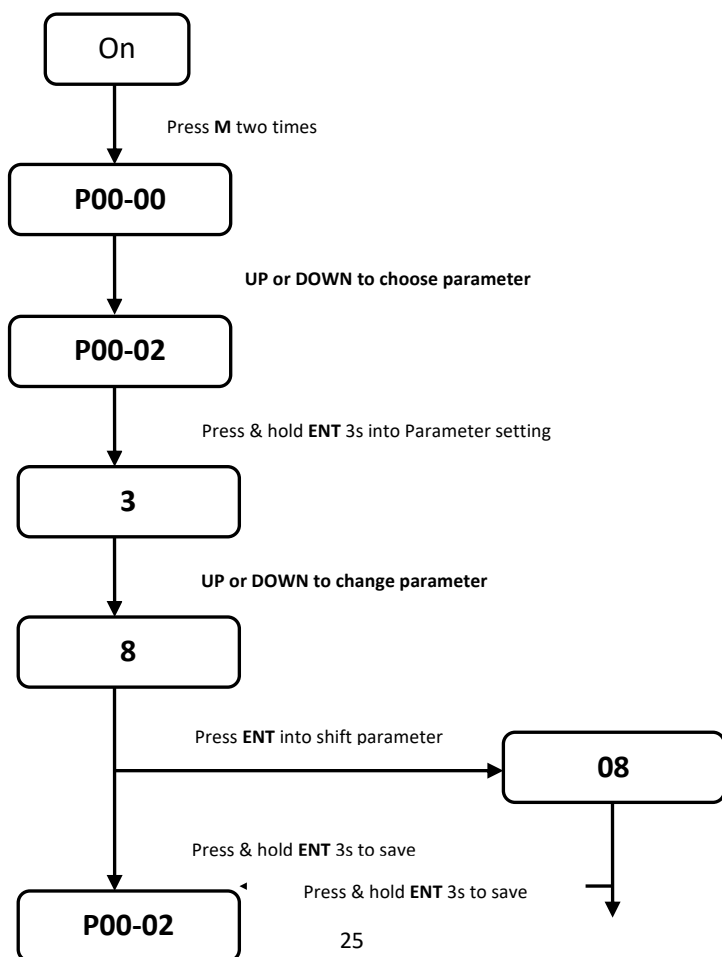 On
Press M two times
P00-00
UP or DOWN to choose parameter
P00-02
Press & hold ENT 3s into Parameter setting
3
UP or DOWN to change parameter
8
Press ENT into shift parameter
08
Press & hold ENT 3s to save
Press & hold ENT 3s to save
P00-02
25